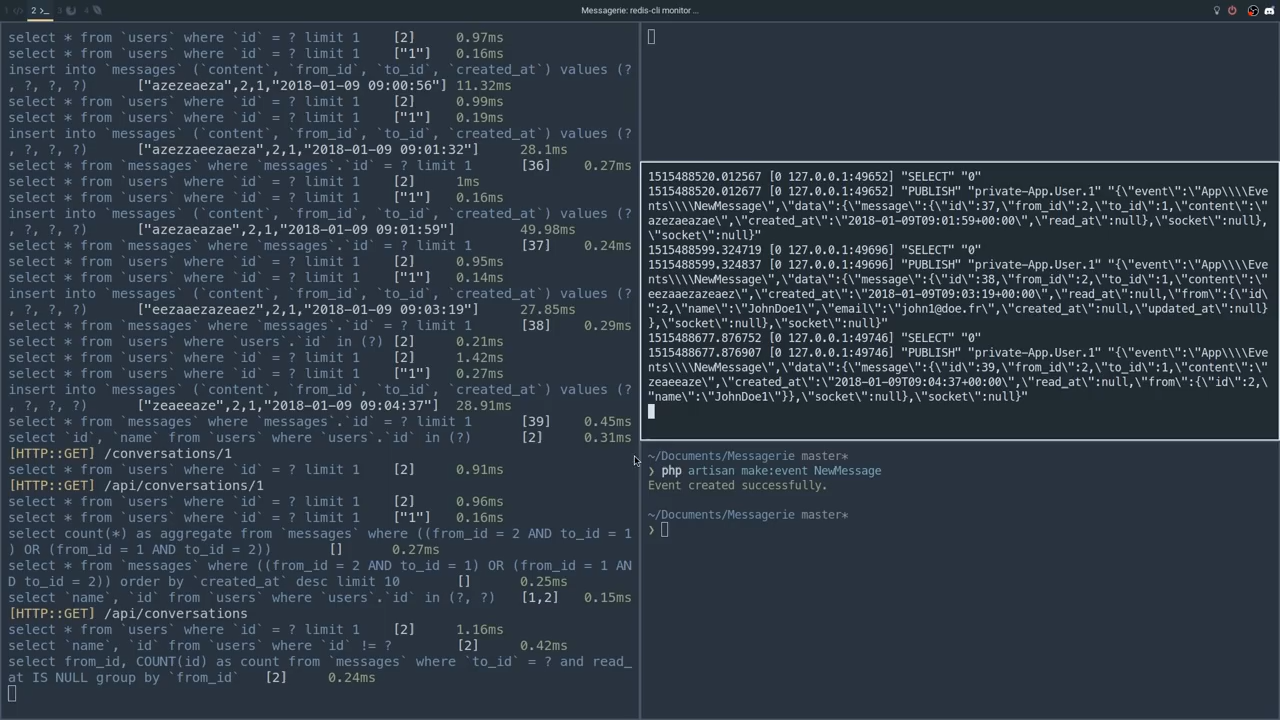 1 2 >_ 3 4
Messagerie: redis-cli monitor ...
select * from `users` where `id` = ? limit 1 [2] 0.97ms
select * from `users` where `id` = ? limit 1 ["1"] 0.16ms
insert into `messages` (`content`, `from_id`, `to_id`, `created_at`) values (?
, ?, ?, ?) ["azezeaeza",2,1,"2018-01-09 09:00:56"] 11.32ms
select * from `users` where `id` = ? limit 1 [2] 0.99ms
select * from `users` where `id` = ? limit 1 ["1"] 0.19ms
insert into `messages` (`content`, `from_id`, `to_id`, `created_at`) values (?
, ?, ?, ?) ["azezzaeezaeza",2,1,"2018-01-09 09:01:32"] 28.1ms
select * from `messages` where `messages`.`id` = ? limit 1 [36] 0.27ms
select * from `users` where `id` = ? limit 1 [2] 1ms
select * from `users` where `id` = ? limit 1 ["1"] 0.16ms
insert into `messages` (`content`, `from_id`, `to_id`, `created_at`) values (?
, ?, ?, ?) ["azezaeazae",2,1,"2018-01-09 09:01:59"] 49.98ms
select * from `messages` where `messages`.`id` = ? limit 1 [37] 0.24ms
select * from `users` where `id` = ? limit 1 [2] 0.95ms
select * from `users` where `id` = ? limit 1 ["1"] 0.14ms
insert into `messages` (`content`, `from_id`, `to_id`, `created_at`) values (?
, ?, ?, ?) ["eezaaezazeaez",2,1,"2018-01-09 09:03:19"] 27.85ms
select * from `messages` where `messages`.`id` = ? limit 1 [38] 0.29ms
select * from `users` where `users`.`id` in (?) [2] 0.21ms
select * from `users` where `id` = ? limit 1 [2] 1.42ms
select * from `users` where `id` = ? limit 1 ["1"] 0.27ms
insert into `messages` (`content`, `from_id`, `to_id`, `created_at`) values (?
, ?, ?, ?) ["zeaeeaze",2,1,"2018-01-09 09:04:37"] 28.91ms
select * from `messages` where `messages`.`id` = ? limit 1 [39] 0.45ms
select `id`, `name` from `users` where `users`.`id` in (?) [2] 0.31ms
[HTTP::GET] /conversations/1
select * from `users` where `id` = ? limit 1 [2] 0.91ms
[HTTP::GET] /api/conversations/1
select * from `users` where `id` = ? limit 1 [2] 0.96ms
select * from `users` where `id` = ? limit 1 ["1"] 0.16ms
select count(*) as aggregate from `messages` where ((from_id = 2 AND to_id = 1
) OR (from_id = 1 AND to_id = 2)) [] 0.27ms
select * from `messages` where ((from_id = 2 AND to_id = 1) OR (from_id = 1 AN
D to_id = 2)) order by `created_at` desc limit 10 [] 0.25ms
select `name`, `id` from `users` where `users`.`id` in (?, ?) [1,2] 0.15ms
[HTTP::GET] /api/conversations
select * from `users` where `id` = ? limit 1 [2] 1.16ms
select `name`, `id` from `users` where `id` != ? [2] 0.42ms
select from_id, COUNT(id) as count from `messages` where `to_id` = ? and read_
at IS NULL group by `from_id` [2] 0.24ms
1515488520.012567 [0 127.0.0.1:49652] "SELECT" "0"
1515488520.012677 [0 127.0.0.1:49652] "PUBLISH" "private-App.User.1" "{\"event\":\"App\\\\Eve
nts\\\\NewMessage\",\"data\":{\"message\":{\"id\":37,\"from_id\":2,\"to_id\":1,\"content\":\"
azezaeazae\",\"created_at\":\"2018-01-09T09:01:59+00:00\",\"read_at\":null},\"socket\":null},
\"socket\":null}"
1515488599.324719 [0 127.0.0.1:49696] "SELECT" "0"
1515488599.324837 [0 127.0.0.1:49696] "PUBLISH" "private-App.User.1" "{\"event\":\"App\\\\Eve
nts\\\\NewMessage\",\"data\":{\"message\":{\"id\":38,\"from_id\":2,\"to_id\":1,\"content\":\"
eezaaezazeaez\",\"created_at\":\"2018-01-09T09:03:19+00:00\",\"read_at\":null,\"from\":{\"id\
":2,\"name\":\"JohnDoe1\",\"email\":\"john1@doe.fr\",\"created_at\":null,\"updated_at\":null}
},\"socket\":null},\"socket\":null}"
1515488677.876752 [0 127.0.0.1:49746] "SELECT" "0"
1515488677.876907 [0 127.0.0.1:49746] "PUBLISH" "private-App.User.1" "{\"event\":\"App\\\\Eve
nts\\\\NewMessage\",\"data\":{\"message\":{\"id\":39,\"from_id\":2,\"to_id\":1,\"content\":\"
zeaeeaze\",\"created_at\":\"2018-01-09T09:04:37+00:00\",\"read_at\":null,\"from\":{\"id\":2,\
"name\":\"JohnDoe1\"}},\"socket\":null},\"socket\":null}"
~/Documents/Messagerie master*
❯ php artisan make:event NewMessage
Event created successfully.
~/Documents/Messagerie master*
❯